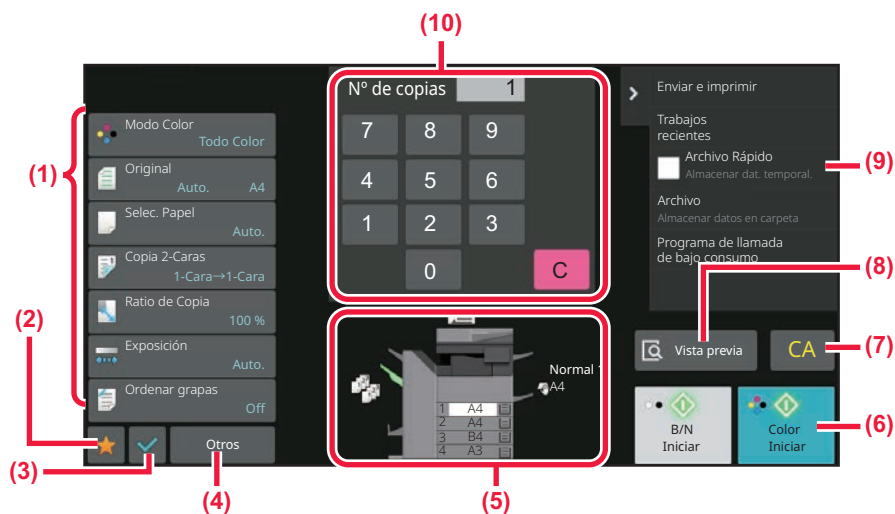 (10)
Nº de copias 1
7 8 9
4 5 6
1 2 3
0 C
(1)
Modo Color
Todo Color
Original
Auto. A4
Selec. Papel
Auto.
Copia 2-Caras
1-Cara→1-Cara
Ratio de Copia
100 %
Exposición
Auto.
Ordenar grapas
Off
(2)
(3)
Otros
(4)
Normal 1
A4
1 A4
2 A4
3 B4
4 A3
(5)
Enviar e imprimir
Trabajos
recientes
Archivo Rápido
Almacenar dat. temporal.
(9)
Archivo
Almacenar datos en carpeta
Programa de llamada
de bajo consumo
(8)
Vista previa
CA
(7)
B/N
Iniciar
Color
Iniciar
(6)